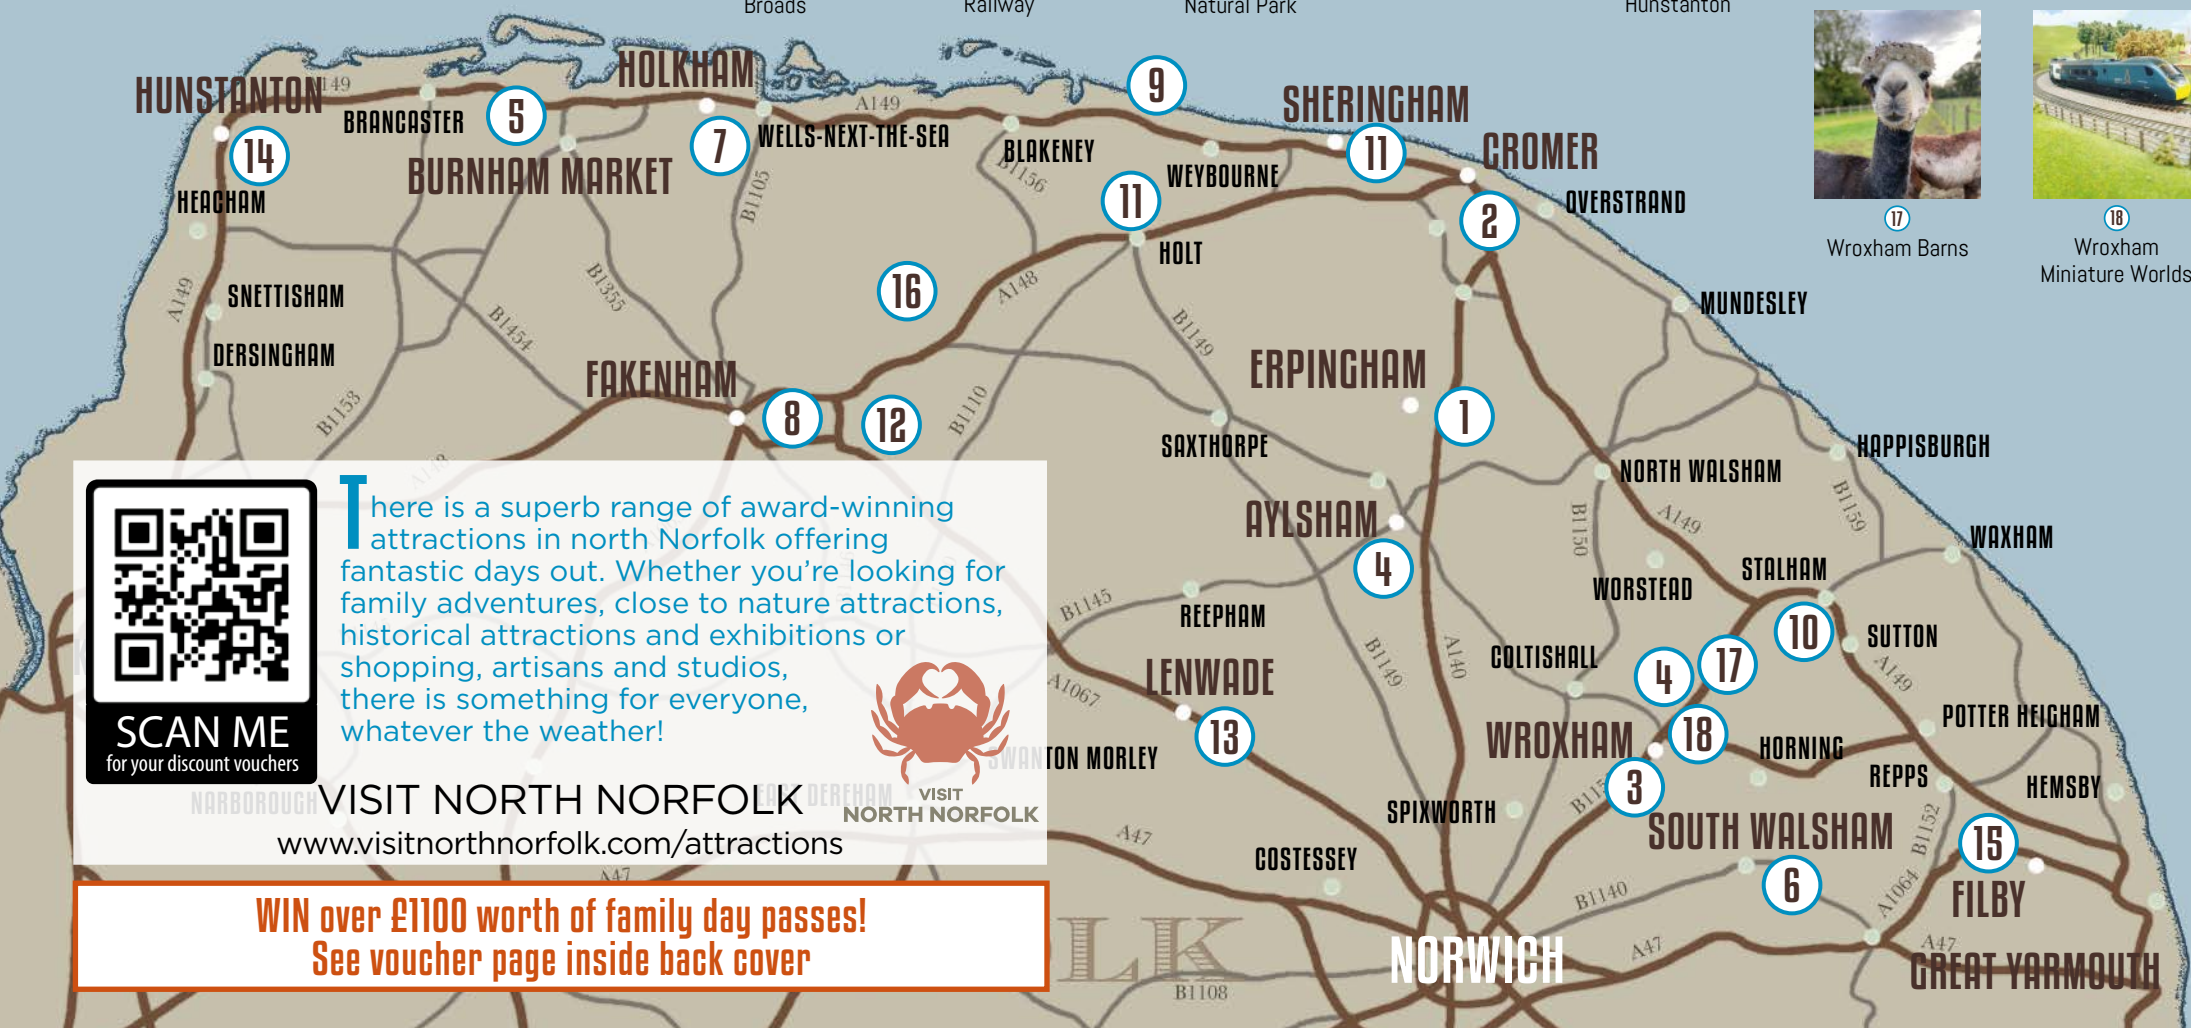 Broads
Railway
Natural Park
Hunstanton
HUNSTANTON
A149
14
BRANCASTER
5
BURNHAM MARKET
HOLKHAM
7
WELLS-NEXT-THE-SEA
A149
BLAKENEY
B1156
9
WEYBOURNE
11
HOLT
SHERINGHAM
11
CROMER
2
OVERSTRAND
17
Wroxham Barns
18
Wroxham
Miniature Worlds
HEACHAM
B1105
16
A148
A149
SNETTISHAM
DERSINGHAM
B1355
B1454
B1153
FAKENHAM
8
12
B1110
B1149
SAXTHORPE
ERPINGHAM
1
MUNDESLEY
HAPPISBURGH
NORTH WALSHAM
A148
AYLSHAM
4
B1150
A149
B1159
WAXHAM
WORSTEAD
STALHAM
10
SUTTON
A149
B1145
REEPHAM
B1149
A140
COLTISHALL
4
17
LENWADE
13
A1067
WROXHAM
18
3
HORNING
POTTER HEIGHAM
REPPS
HEMSBY
SWANTON MORLEY
SPIXWORTH
SOUTH WALSHAM
6
B1152
15
FILBY
A47
COSTESSEY
B1140
A1064
A47
A47
GREAT YARMOUTH
NORWICH
B1108
LK
There is a superb range of award-winning
attractions in north Norfolk offering
fantastic days out. Whether you're looking for
family adventures, close to nature attractions,
historical attractions and exhibitions or
shopping, artisans and studios,
there is something for everyone,
whatever the weather!
SCAN ME
for your discount vouchers
NARBOROUGH
EAST DEREHAM
VISIT NORTH NORFOLK
www.visitnorthnorfolk.com/attractions
VISIT
NORTH NORFOLK
A47
WIN over £1100 worth of family day passes!
See voucher page inside back cover